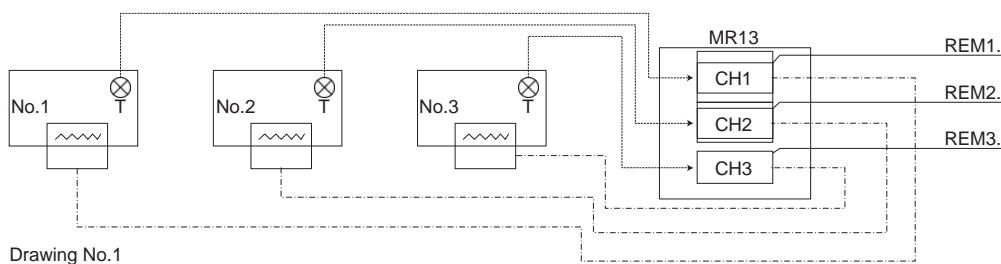 MR13
REM1.
CH1
No.1
T
No.2
T
No.3
T
REM2.
CH2
REM3.
CH3
Drawing No.1